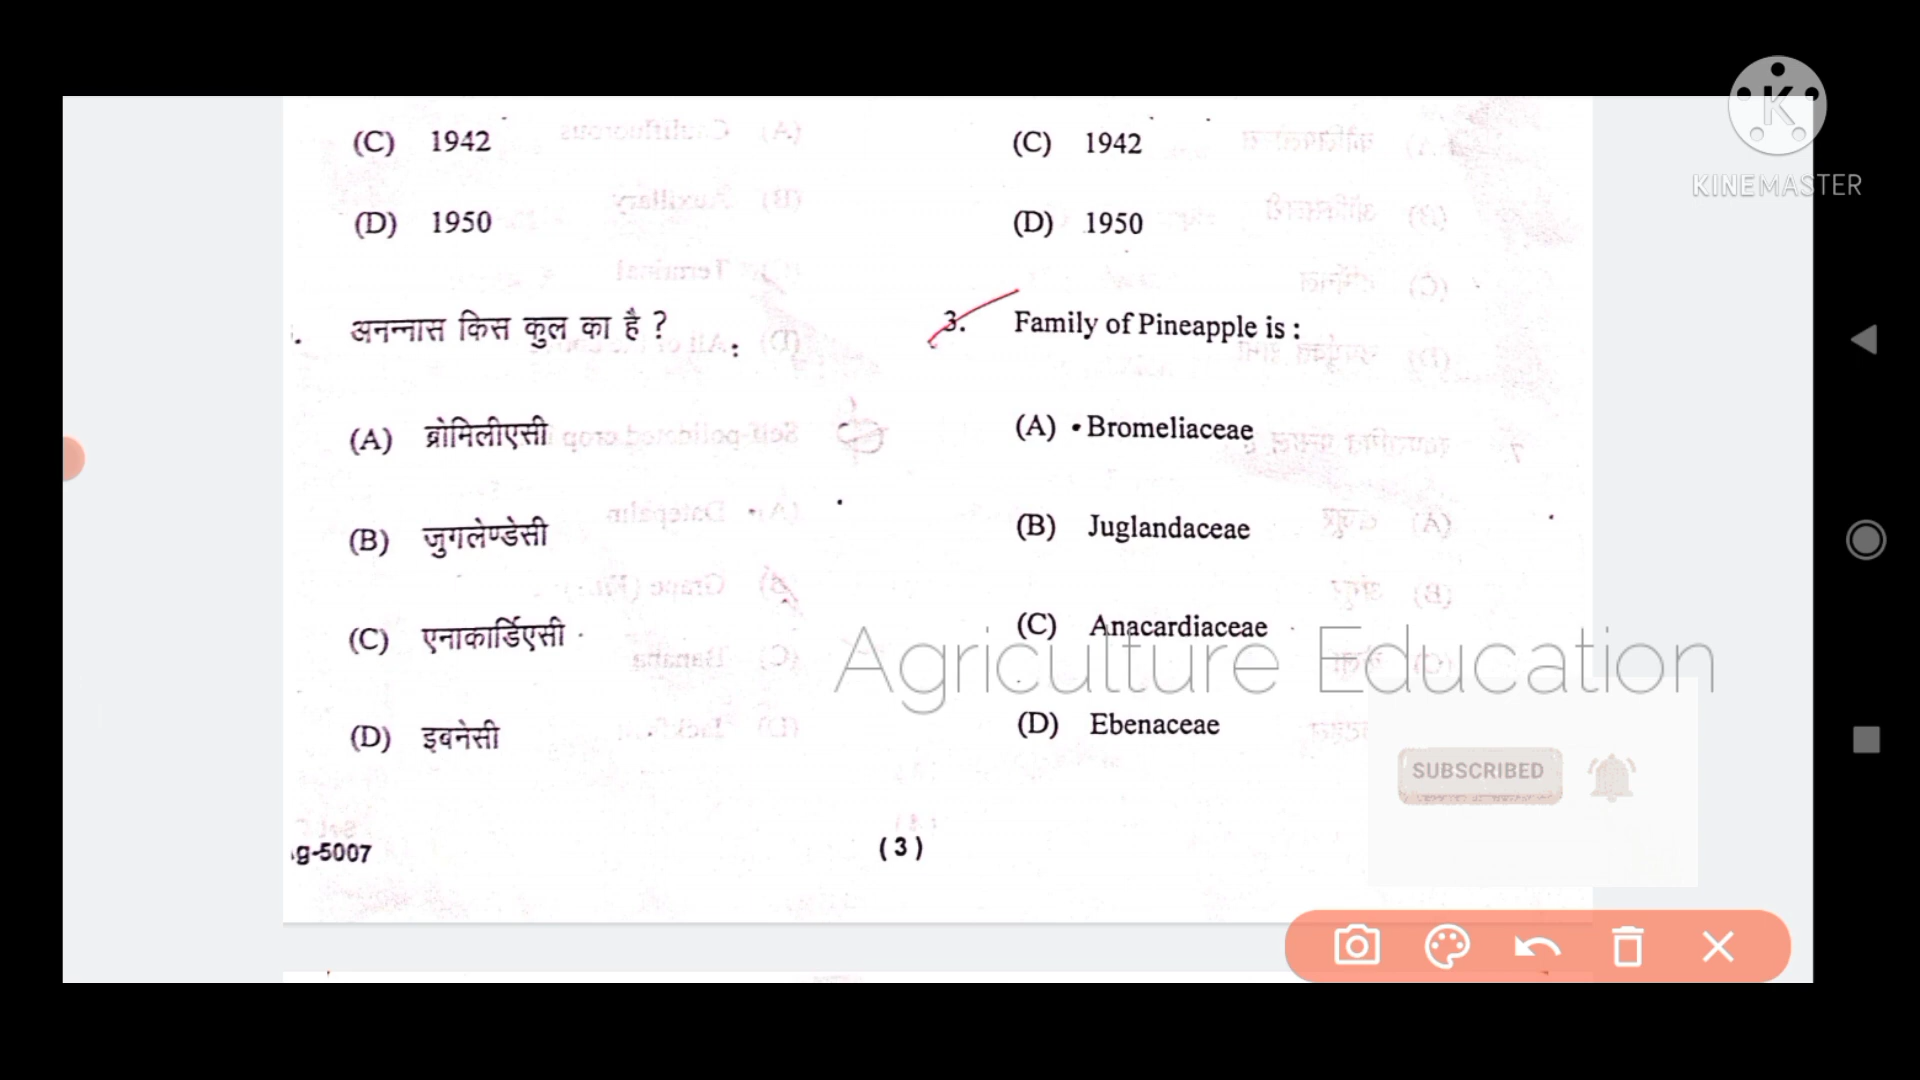 (C) 1942
(D) 1950
अनन्नास किस कुल का है ?
(A) ब्रोमिलीएसी
(B) जुगलेण्डेसी
(C) एनाकार्डिएसी
(D) इबनेसी
(C) 1942
(D) 1950
3. Family of Pineapple is :
(A) Bromeliaceae
(B) Juglandaceae
(C) Anacardiaceae
(D) Ebenaceae
g-5007
( 3 )
KINEMASTER
Agriculture Education
SUBSCRIBED